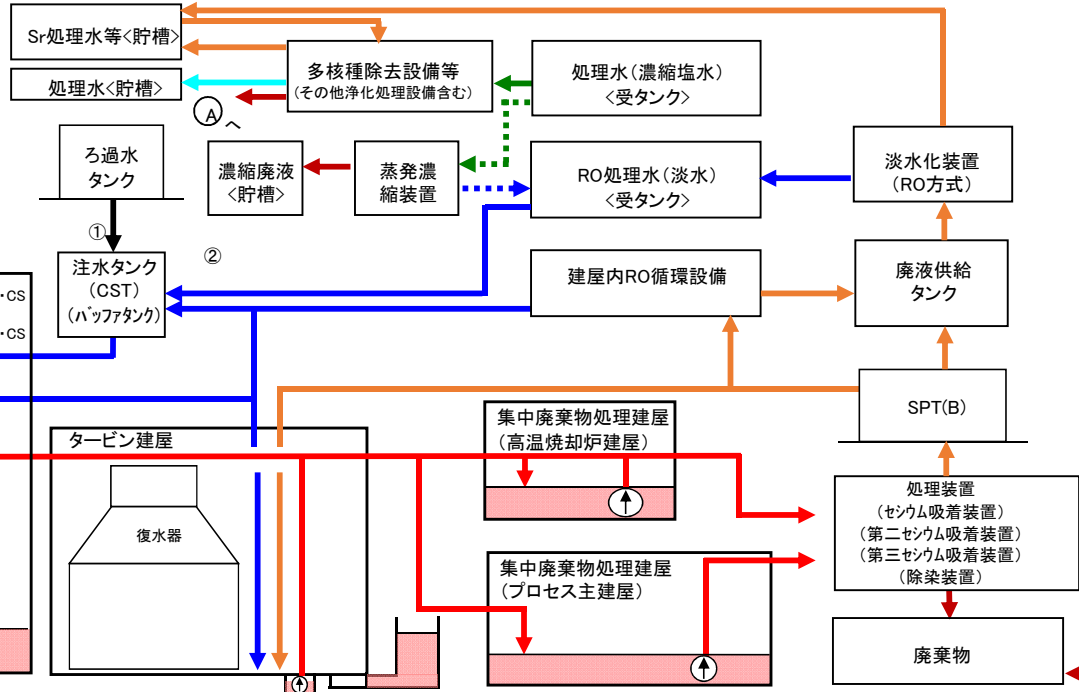 Sr処理水等<貯槽>
処理水<貯槽>
多核種除去設備等
(その他浄化処理設備含む)
処理水(濃縮塩水)
<受タンク>
Aへ
ろ過水
タンク
濃縮廃液
<貯槽>
蒸発濃
縮装置
RO処理水(淡水)
<受タンク>
淡水化装置
(RO方式)
①
②
注水タンク
(CST)
(バッファタンク)
建屋内RO循環設備
廃液供給
タンク
・CS
・CS
SPT(B)
タービン建屋
復水器
集中廃棄物処理建屋
(高温焼却炉建屋)
集中廃棄物処理建屋
(プロセス主建屋)
処理装置
(セシウム吸着装置)
(第二セシウム吸着装置)
(第三セシウム吸着装置)
(除染装置)
廃棄物